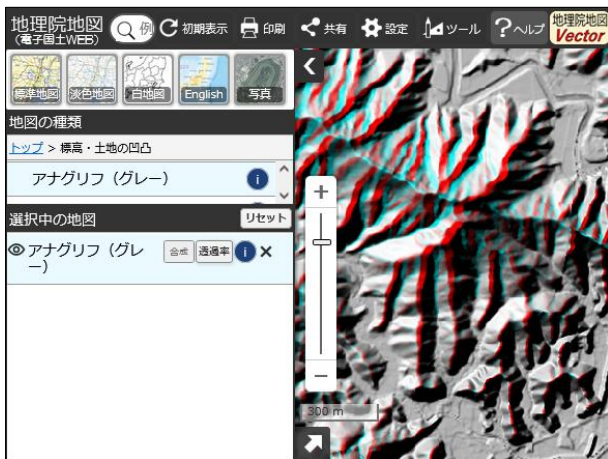 地理院地図
(電子国土WEB)
例
初期表示
印刷
共有
設定
ツール
?ヘルプ
地理院地図
Vector
標準地図
淡色地図
白地図
English
写真
地図の種類
トップ > 標高・土地の凹凸
アナグリフ（グレー）
i
選択中の地図
リセット
アナグリフ（グレ
ー）
合成
透過率
i
×
+
−
300 m